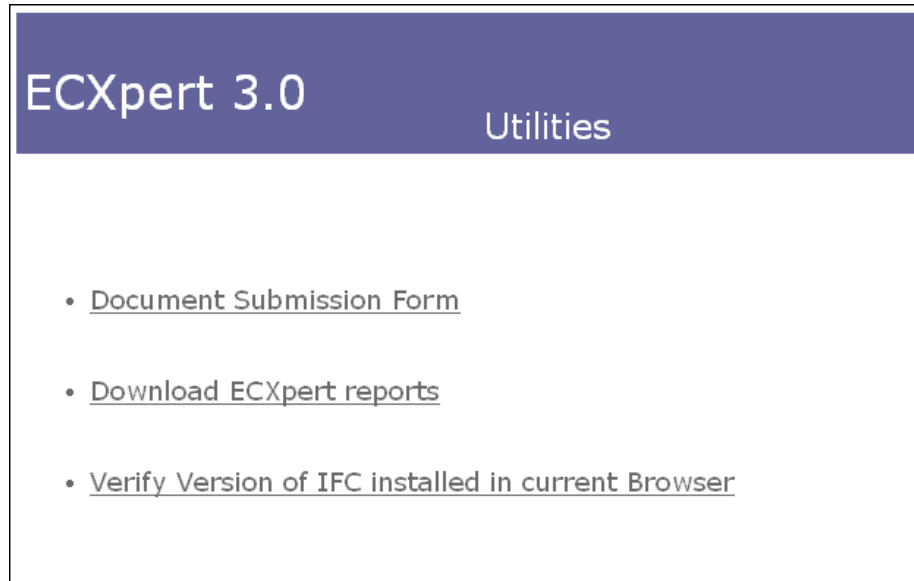 ECXpert 3.0
Utilities
• Document Submission Form
• Download ECXpert reports
• Verify Version of IFC installed in current Browser